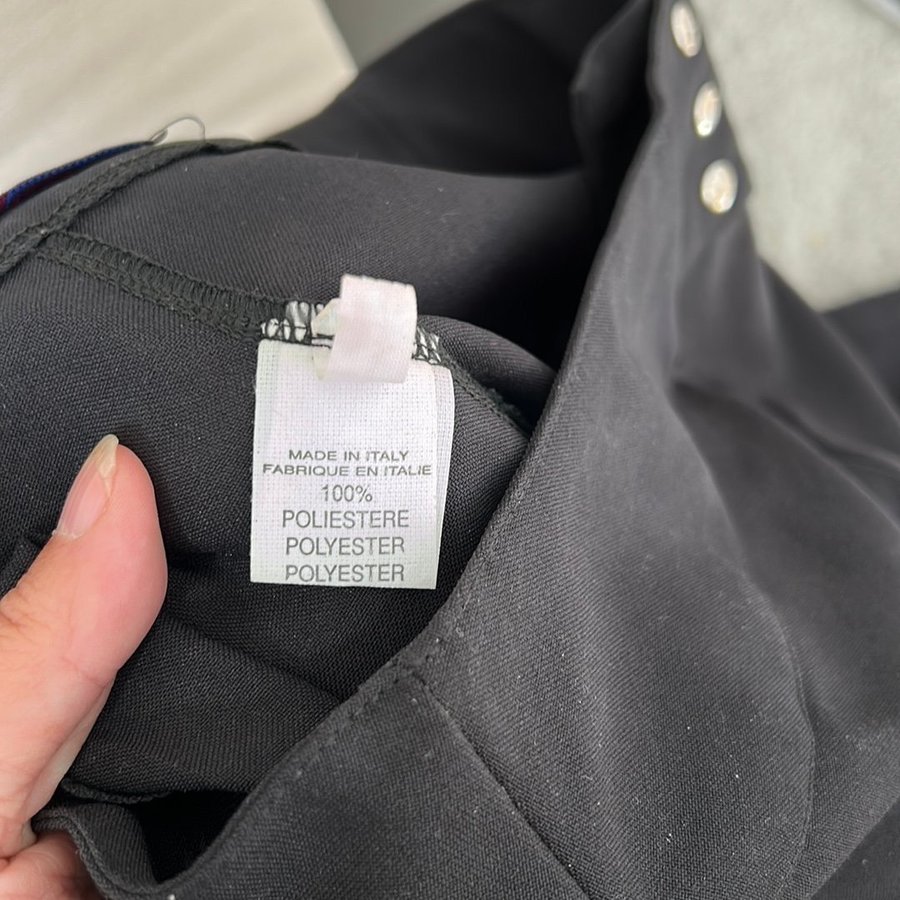 MADE IN ITALY
FABRIQUE EN ITALIE
100%
POLIESTERE
POLYESTER
POLYESTER